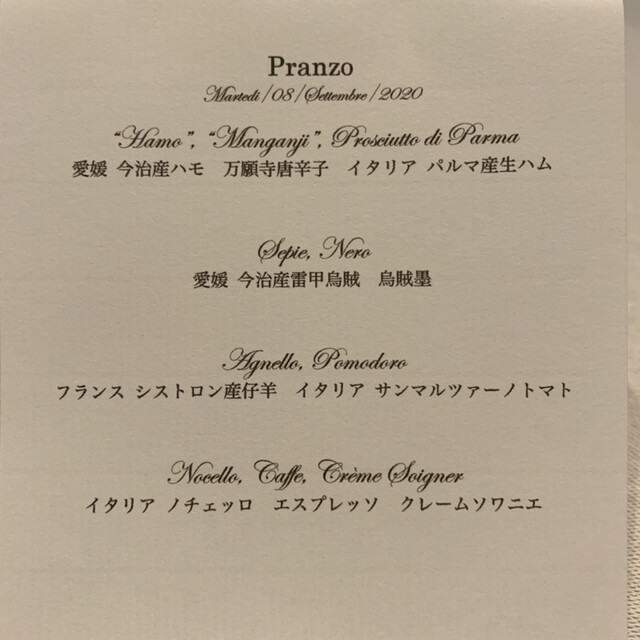 Pranzo
Martedi/08/Settembre/2020
“Hamo”, “Manganji”, Prosciutto di Parma
愛媛 今治産ハモ 万願寺唐辛子 イタリア パルマ産生ハム
Sepie, Nero
愛媛 今治産雷甲烏賊 烏賊墨
Agnello, Pomodoro
フランス シストロン産仔羊 イタリア サンマルツァーノトマト
Nocello, Caffe, Crème Soigner
イタリア ノチェッロ エスプレッソ クレームソワニエ